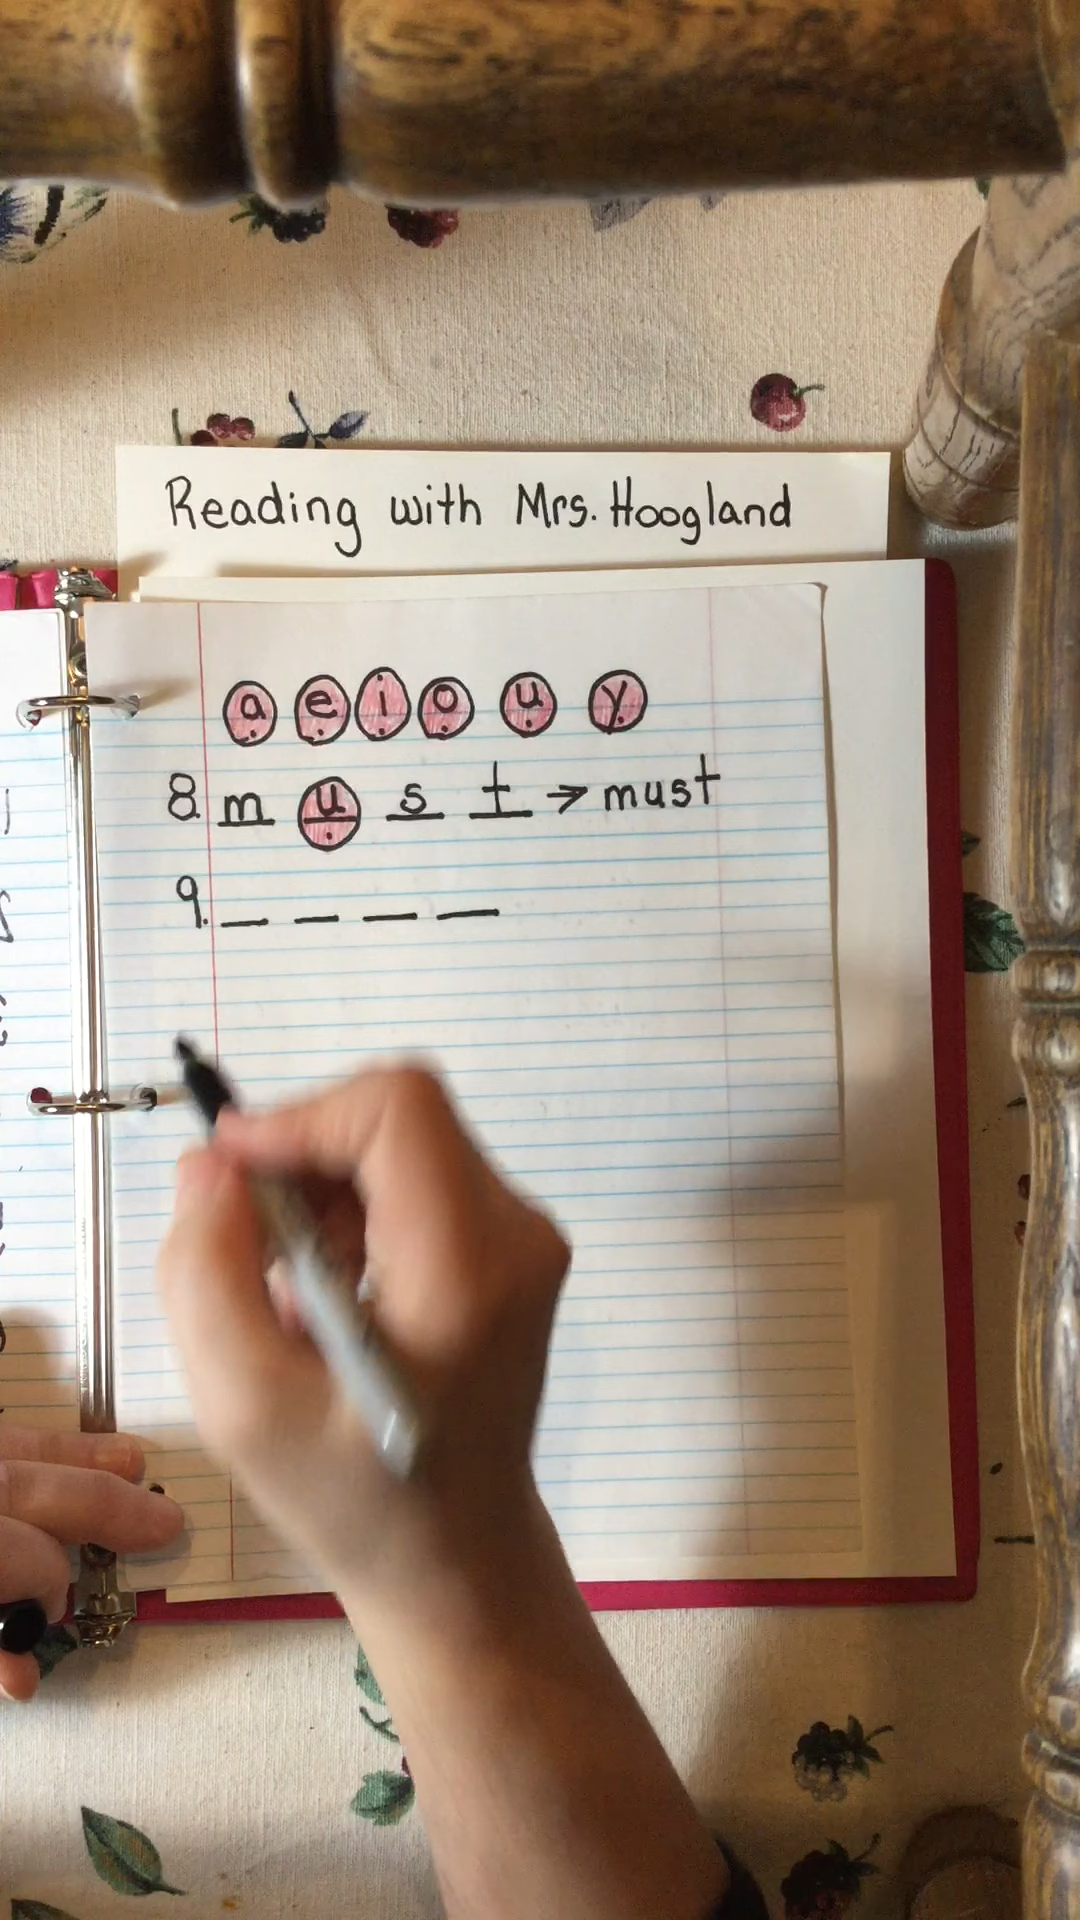 Reading with Mrs. Hoogland
a e i o u y
8. m u s t → must
9. _ _ _ _